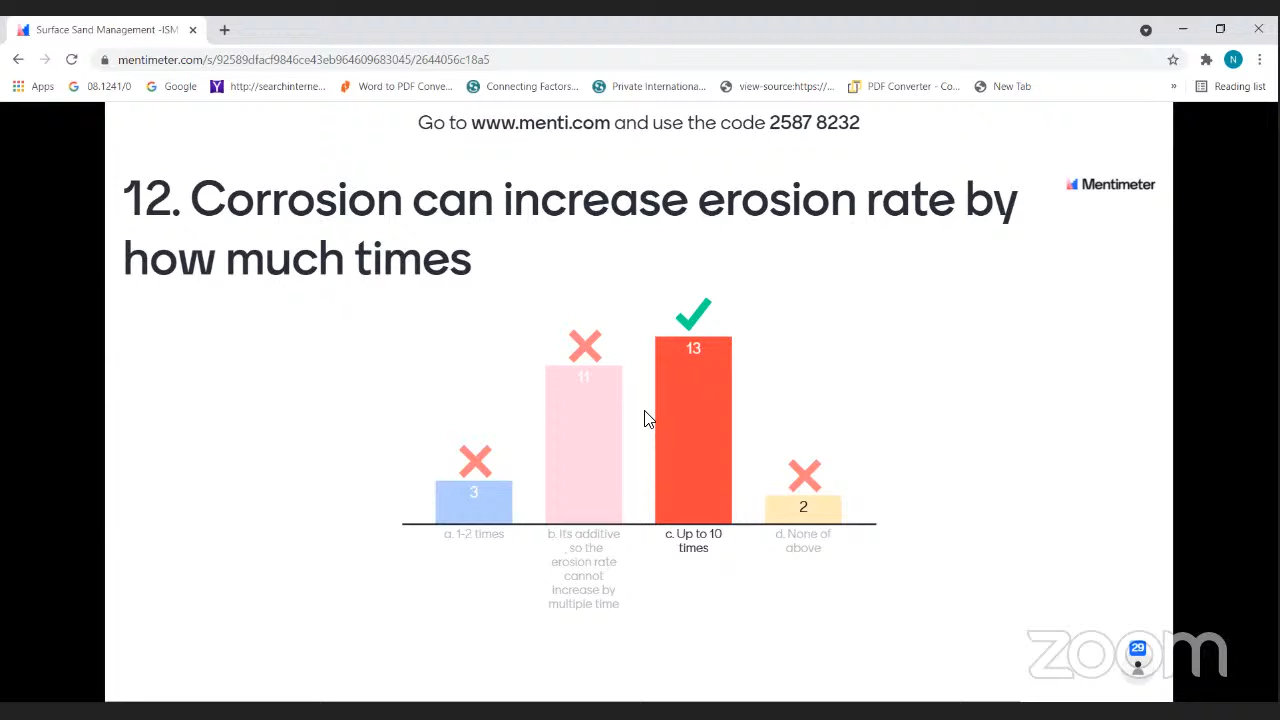 Surface Sand Management -ISM
mentimeter.com/s/92589dfacf9846ce43eb964609683045/2644056c18a5
N
Apps 08.1241/0 Google http://searchinterne... Word to PDF Conve... Connecting Factors... Private Internationa... view-source:https://... PDF Converter - Co... New Tab » Reading list
Go to www.menti.com and use the code 2587 8232
12. Corrosion can increase erosion rate by
how much times
Mentimeter
13
11
3
2
a. 1-2 times
b. Its additive
, so the
erosion rate
cannot
increase by
multiple time
c. Up to 10
times
d. None of
above
zoom
29